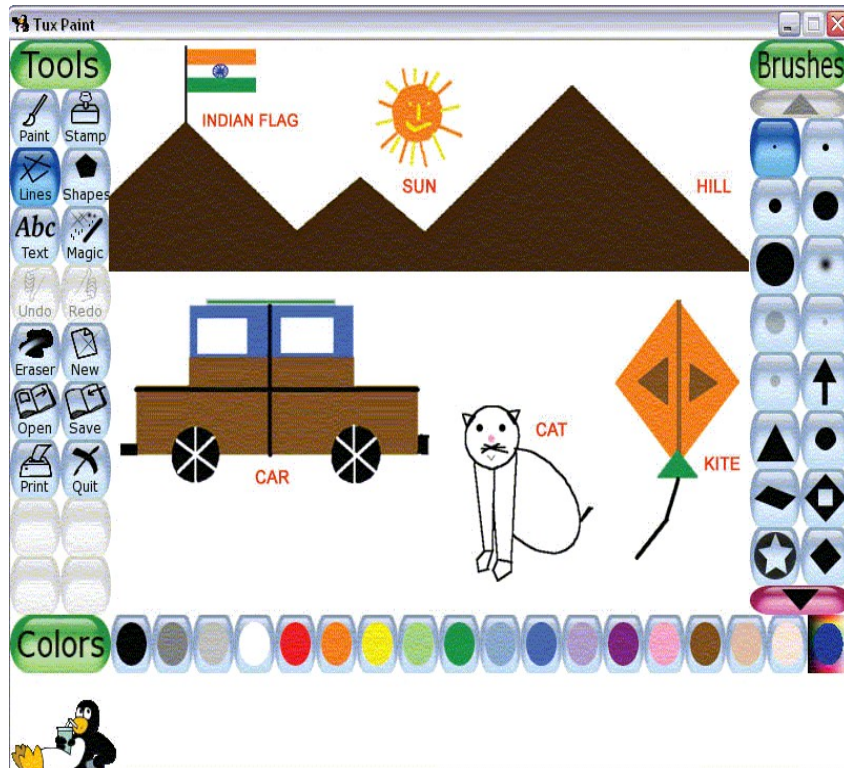 Tux Paint
Tools
Brushes
Paint Stamp
Lines Shapes
Abc
Text Magic
Undo Redo
Eraser New
Open Save
Print Quit
INDIAN FLAG
SUN
HILL
CAR
CAT
KITE
Colors